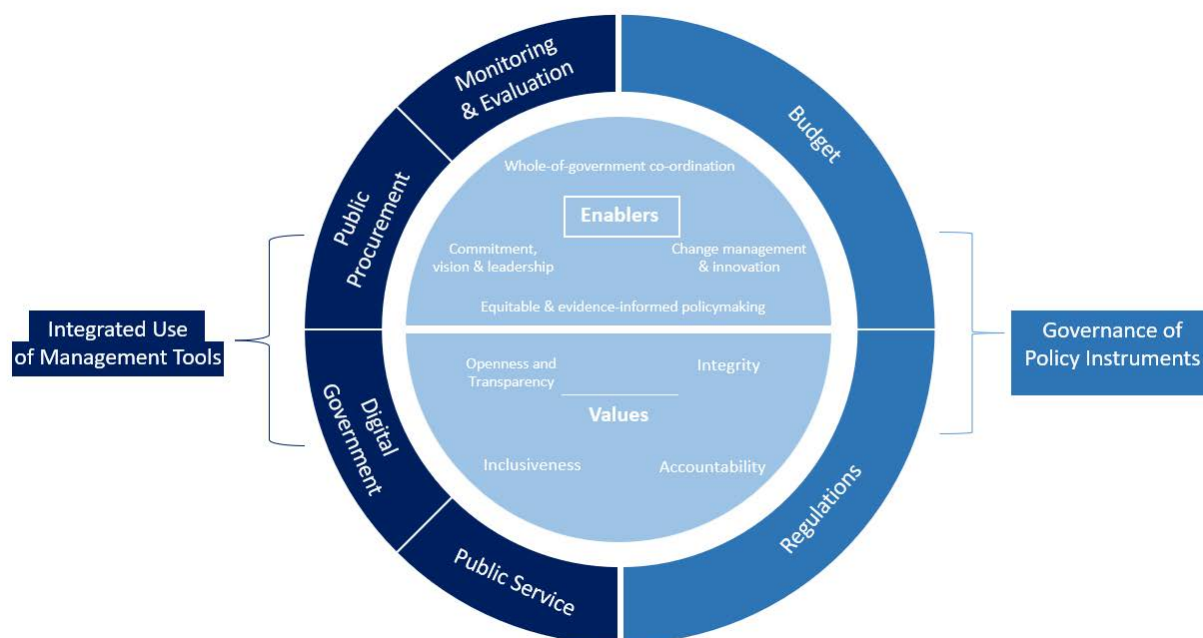 Monitoring
& Evaluation
Budget
Public
Procurement
Whole-of-government co-ordination
Enablers
Commitment,
vision & leadership
Change management
& innovation
Equitable & evidence-informed policymaking
Integrated Use
of Management Tools
Governance of
Policy Instruments
Openness and
Transparency
Integrity
Values
Inclusiveness
Accountability
Digital
Government
Regulations
Public Service